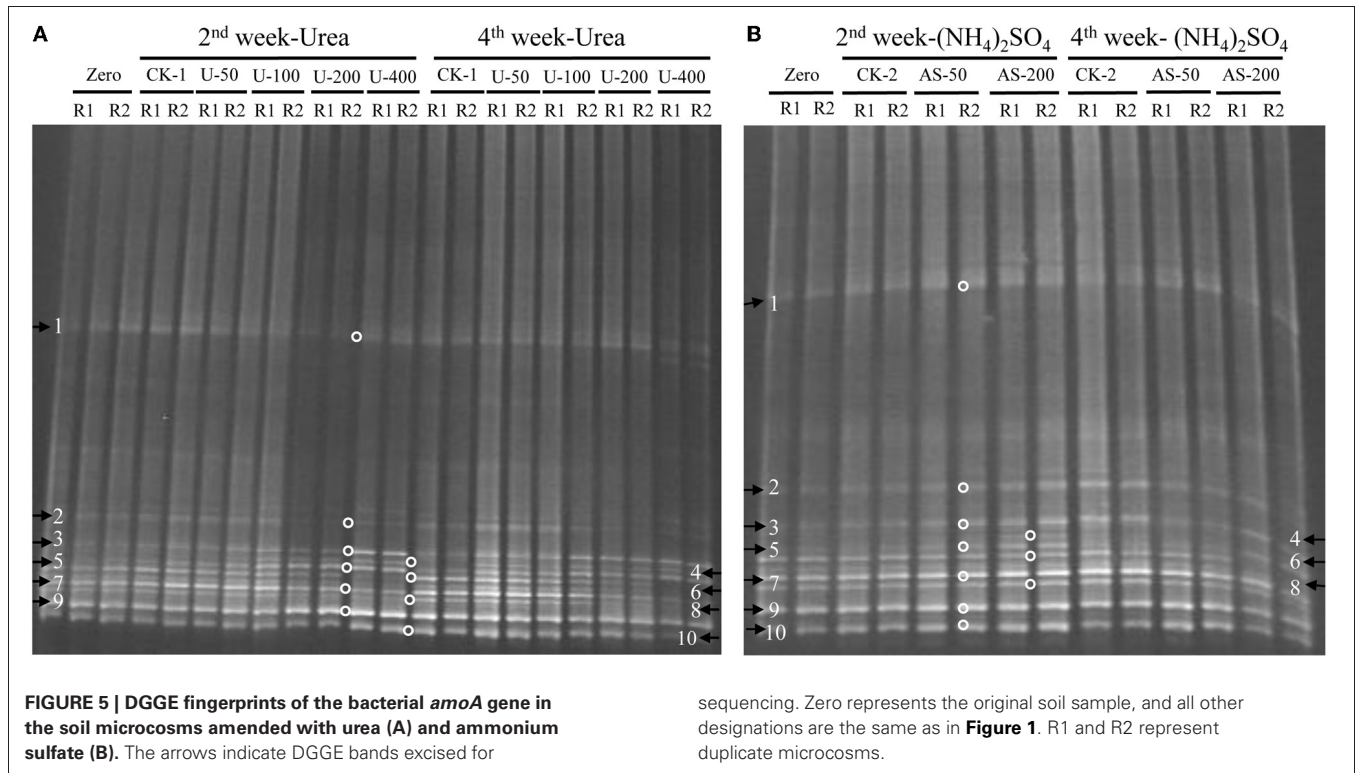 A
2nd week-Urea
4th week-Urea
Zero CK-1 U-50 U-100 U-200 U-400 CK-1 U-50 U-100 U-200 U-400
R1 R2 R1 R2 R1 R2 R1 R2 R1 R2 R1 R2 R1 R2 R1 R2 R1 R2 R1 R2 R1 R2
1
2
3
5
7
9
4
6
8
10
B
2nd week-(NH4)2SO4
4th week- (NH4)2SO4
Zero CK-2 AS-50 AS-200 CK-2 AS-50 AS-200
R1 R2 R1 R2 R1 R2 R1 R2 R1 R2 R1 R2 R1 R2
1
2
3
5
7
9
10
4
6
8
FIGURE 5 | DGGE fingerprints of the bacterial amoA gene in
the soil microcosms amended with urea (A) and ammonium
sulfate (B). The arrows indicate DGGE bands excised for
sequencing. Zero represents the original soil sample, and all other
designations are the same as in Figure 1. R1 and R2 represent
duplicate microcosms.